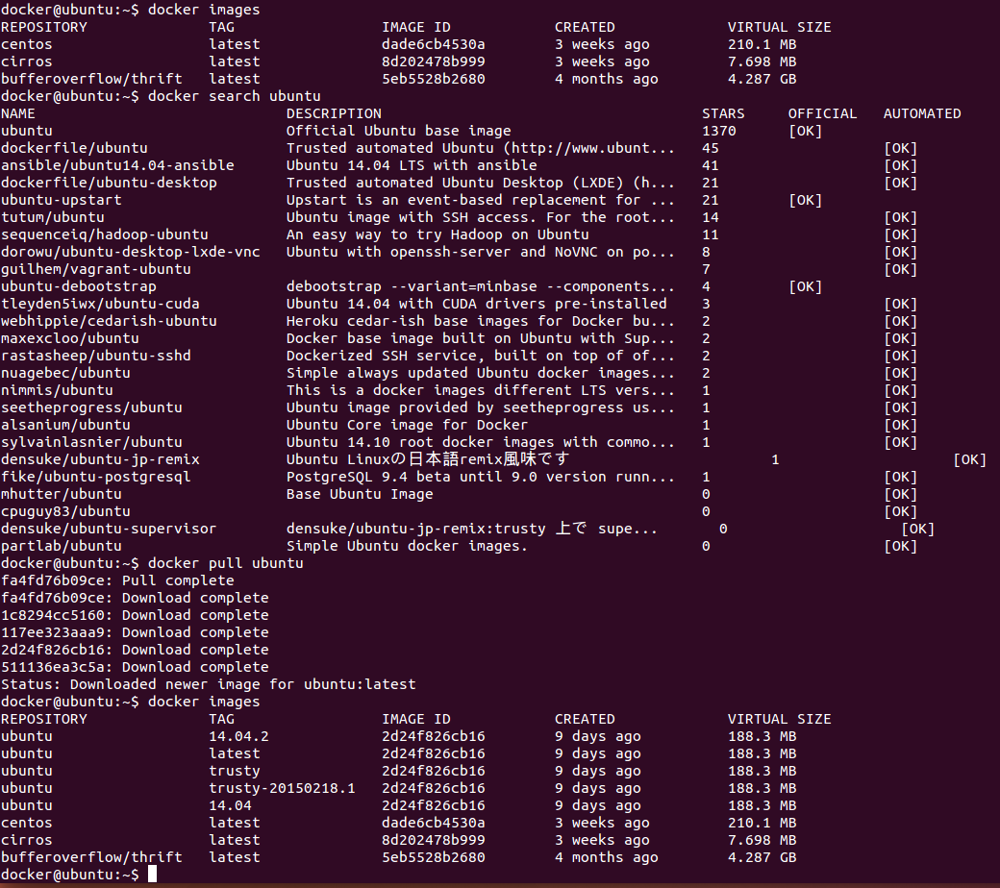 docker@ubuntu:~$ docker images
REPOSITORY              TAG                 IMAGE ID            CREATED             VIRTUAL SIZE
centos                  latest              dade6cb4530a        3 weeks ago         210.1 MB
cirros                  latest              8d202478b999        3 weeks ago         7.698 MB
bufferoverflow/thrift   latest              5eb5528b2680        4 months ago        4.287 GB
docker@ubuntu:~$ docker search ubuntu
NAME                             DESCRIPTION                                     STARS     OFFICIAL   AUTOMATED
ubuntu                           Official Ubuntu base image                      1370      [OK]
dockerfile/ubuntu                Trusted automated Ubuntu (http://www.ubunt...   45                   [OK]
ansible/ubuntu14.04-ansible      Ubuntu 14.04 LTS with ansible                   41                   [OK]
dockerfile/ubuntu-desktop        Trusted automated Ubuntu Desktop (LXDE) (h...   21                   [OK]
ubuntu-upstart                   Upstart is an event-based replacement for ...   21        [OK]
tutum/ubuntu                     Ubuntu image with SSH access. For the root...   14                   [OK]
sequenceiq/hadoop-ubuntu         An easy way to try Hadoop on Ubuntu             11                   [OK]
dorowu/ubuntu-desktop-lxde-vnc   Ubuntu with openssh-server and NoVNC on po...   8                    [OK]
guilhem/vagrant-ubuntu                                                           7                    [OK]
ubuntu-debootstrap               debootstrap --variant=minbase --components...   4         [OK]
tleyden5iwx/ubuntu-cuda          Ubuntu 14.04 with CUDA drivers pre-installed    3                    [OK]
webhippie/cedarish-ubuntu        Heroku cedar-ish base images for Docker bu...   2                    [OK]
maxexcloo/ubuntu                 Docker base image built on Ubuntu with Sup...   2                    [OK]
rastasheep/ubuntu-sshd           Dockerized SSH service, built on top of of...   2                    [OK]
nuagebec/ubuntu                  Simple always updated Ubuntu docker images...   2                    [OK]
nimmis/ubuntu                    This is a docker images different LTS vers...   1                    [OK]
seetheprogress/ubuntu            Ubuntu image provided by seetheprogress us...   1                    [OK]
alsanium/ubuntu                  Ubuntu Core image for Docker                    1                    [OK]
sylvainlasnier/ubuntu            Ubuntu 14.10 root docker images with commo...   1                    [OK]
densuke/ubuntu-jp-remix          Ubuntu Linuxの日本語remix風味です                       1                    [OK]
fike/ubuntu-postgresql           PostgreSQL 9.4 beta until 9.0 version runn...   1                    [OK]
mhutter/ubuntu                   Base Ubuntu Image                               0                    [OK]
cpuguy83/ubuntu                                                                  0                    [OK]
densuke/ubuntu-supervisor        densuke/ubuntu-jp-remix:trusty 上で supe...       0                    [OK]
partlab/ubuntu                   Simple Ubuntu docker images.                    0                    [OK]
docker@ubuntu:~$ docker pull ubuntu
fa4fd76b09ce: Pull complete
fa4fd76b09ce: Download complete
1c8294cc5160: Download complete
117ee323aaa9: Download complete
2d24f826cb16: Download complete
511136ea3c5a: Download complete
Status: Downloaded newer image for ubuntu:latest
docker@ubuntu:~$ docker images
REPOSITORY              TAG                 IMAGE ID            CREATED             VIRTUAL SIZE
ubuntu                  14.04.2             2d24f826cb16        9 days ago          188.3 MB
ubuntu                  latest              2d24f826cb16        9 days ago          188.3 MB
ubuntu                  trusty              2d24f826cb16        9 days ago          188.3 MB
ubuntu                  trusty-20150218.1   2d24f826cb16        9 days ago          188.3 MB
ubuntu                  14.04               2d24f826cb16        9 days ago          188.3 MB
centos                  latest              dade6cb4530a        3 weeks ago         210.1 MB
cirros                  latest              8d202478b999        3 weeks ago         7.698 MB
bufferoverflow/thrift   latest              5eb5528b2680        4 months ago        4.287 GB
docker@ubuntu:~$